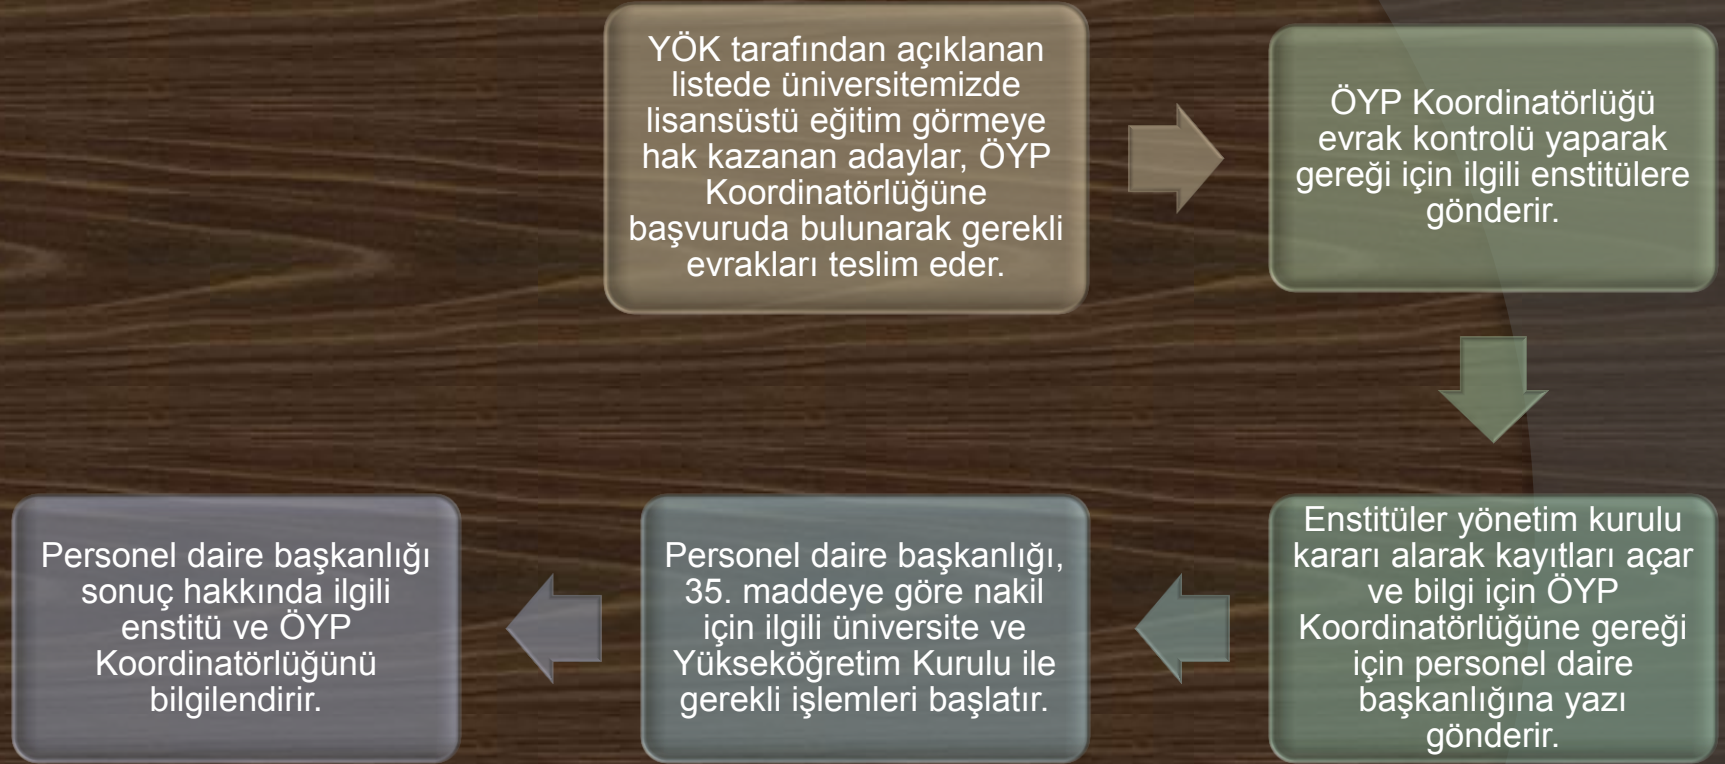 YÖK tarafından açıklanan
listede üniversitemizde
lisansüstü eğitim görmeye
hak kazanan adaylar, ÖYP
Koordinatörlüğüne
başvuruda bulunarak gerekli
evrakları teslim eder.
ÖYP Koordinatörlüğü
evrak kontrolü yaparak
gereği için ilgili enstitülere
gönderir.
Enstitüler yönetim kurulu
kararı alarak kayıtları açar
ve bilgi için ÖYP
Koordinatörlüğüne gereği
için personel daire
başkanlığına yazı
gönderir.
Personel daire başkanlığı,
35. maddeye göre nakil
için ilgili üniversite ve
Yükseköğretim Kurulu ile
gerekli işlemleri başlatır.
Personel daire başkanlığı
sonuç hakkında ilgili
enstitü ve ÖYP
Koordinatörlüğünü
bilgilendirir.